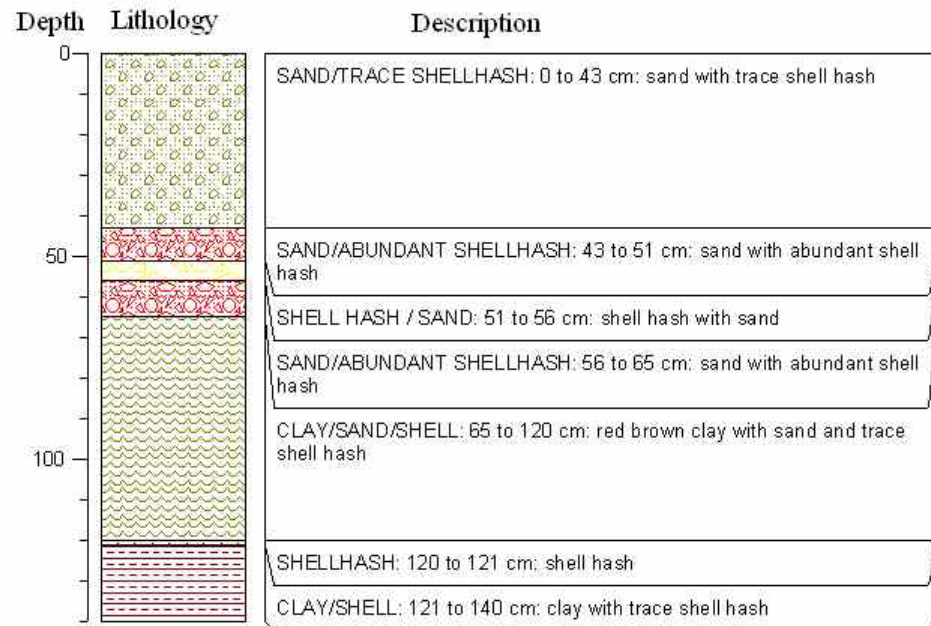 Depth Lithology Description
0
SAND/TRACE SHELLHASH: 0 to 43 cm: sand with trace shell hash
50
SAND/ABUNDANT SHELLHASH: 43 to 51 cm: sand with abundant shell
hash
SHELL HASH / SAND: 51 to 56 cm: shell hash with sand
SAND/ABUNDANT SHELLHASH: 56 to 65 cm: sand with abundant shell
hash
CLAY/SAND/SHELL: 65 to 120 cm: red brown clay with sand and trace
shell hash
100
SHELLHASH: 120 to 121 cm: shell hash
CLAY/SHELL: 121 to 140 cm: clay with trace shell hash